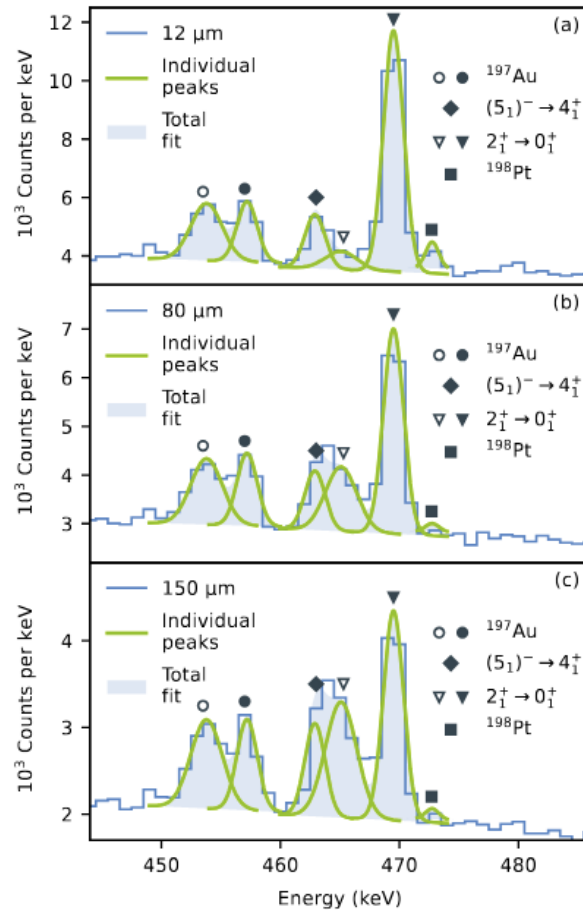 (a)
12 μm
Individual
peaks
Total
fit
¹⁹⁷Au
(5₁)⁻→4₁⁺
2₁⁺→0₁⁺
¹⁹⁸Pt
12
10
8
6
4
10³ Counts per keV
(b)
80 μm
Individual
peaks
Total
fit
¹⁹⁷Au
(5₁)⁻→4₁⁺
2₁⁺→0₁⁺
¹⁹⁸Pt
7
6
5
4
3
10³ Counts per keV
(c)
150 μm
Individual
peaks
Total
fit
¹⁹⁷Au
(5₁)⁻→4₁⁺
2₁⁺→0₁⁺
¹⁹⁸Pt
4
3
2
10³ Counts per keV
450 460 470 480
Energy (keV)